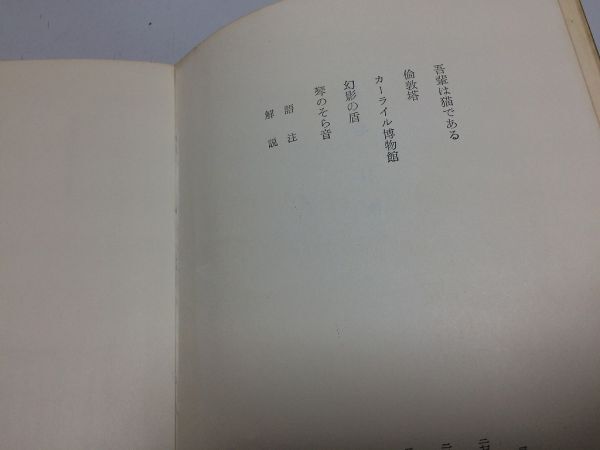 吾輩は猫である
倫敦塔
カーライル博物館
幻影の盾
琴のそら音
語注
解説